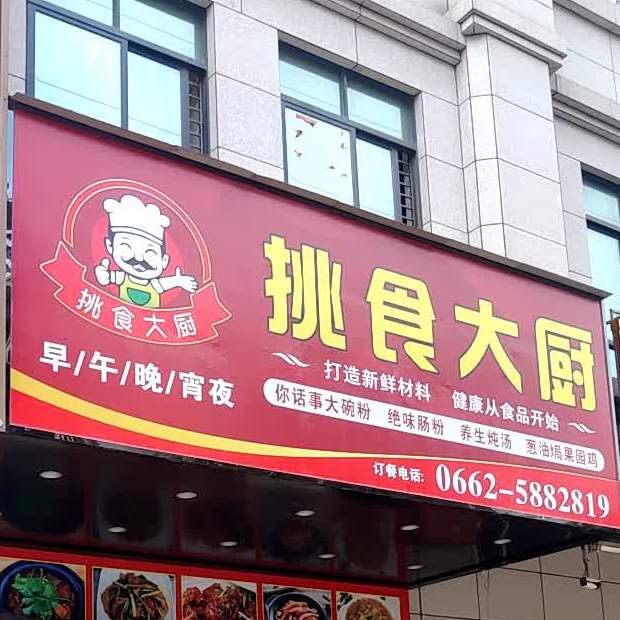 挑食大厨
挑食大厨
早/午/晚/宵夜
打造新鲜材料 健康从食品开始
你话事大碗粉 绝味肠粉 养生炖汤 葱油焗果园鸡
订餐电话: 0662-5882819